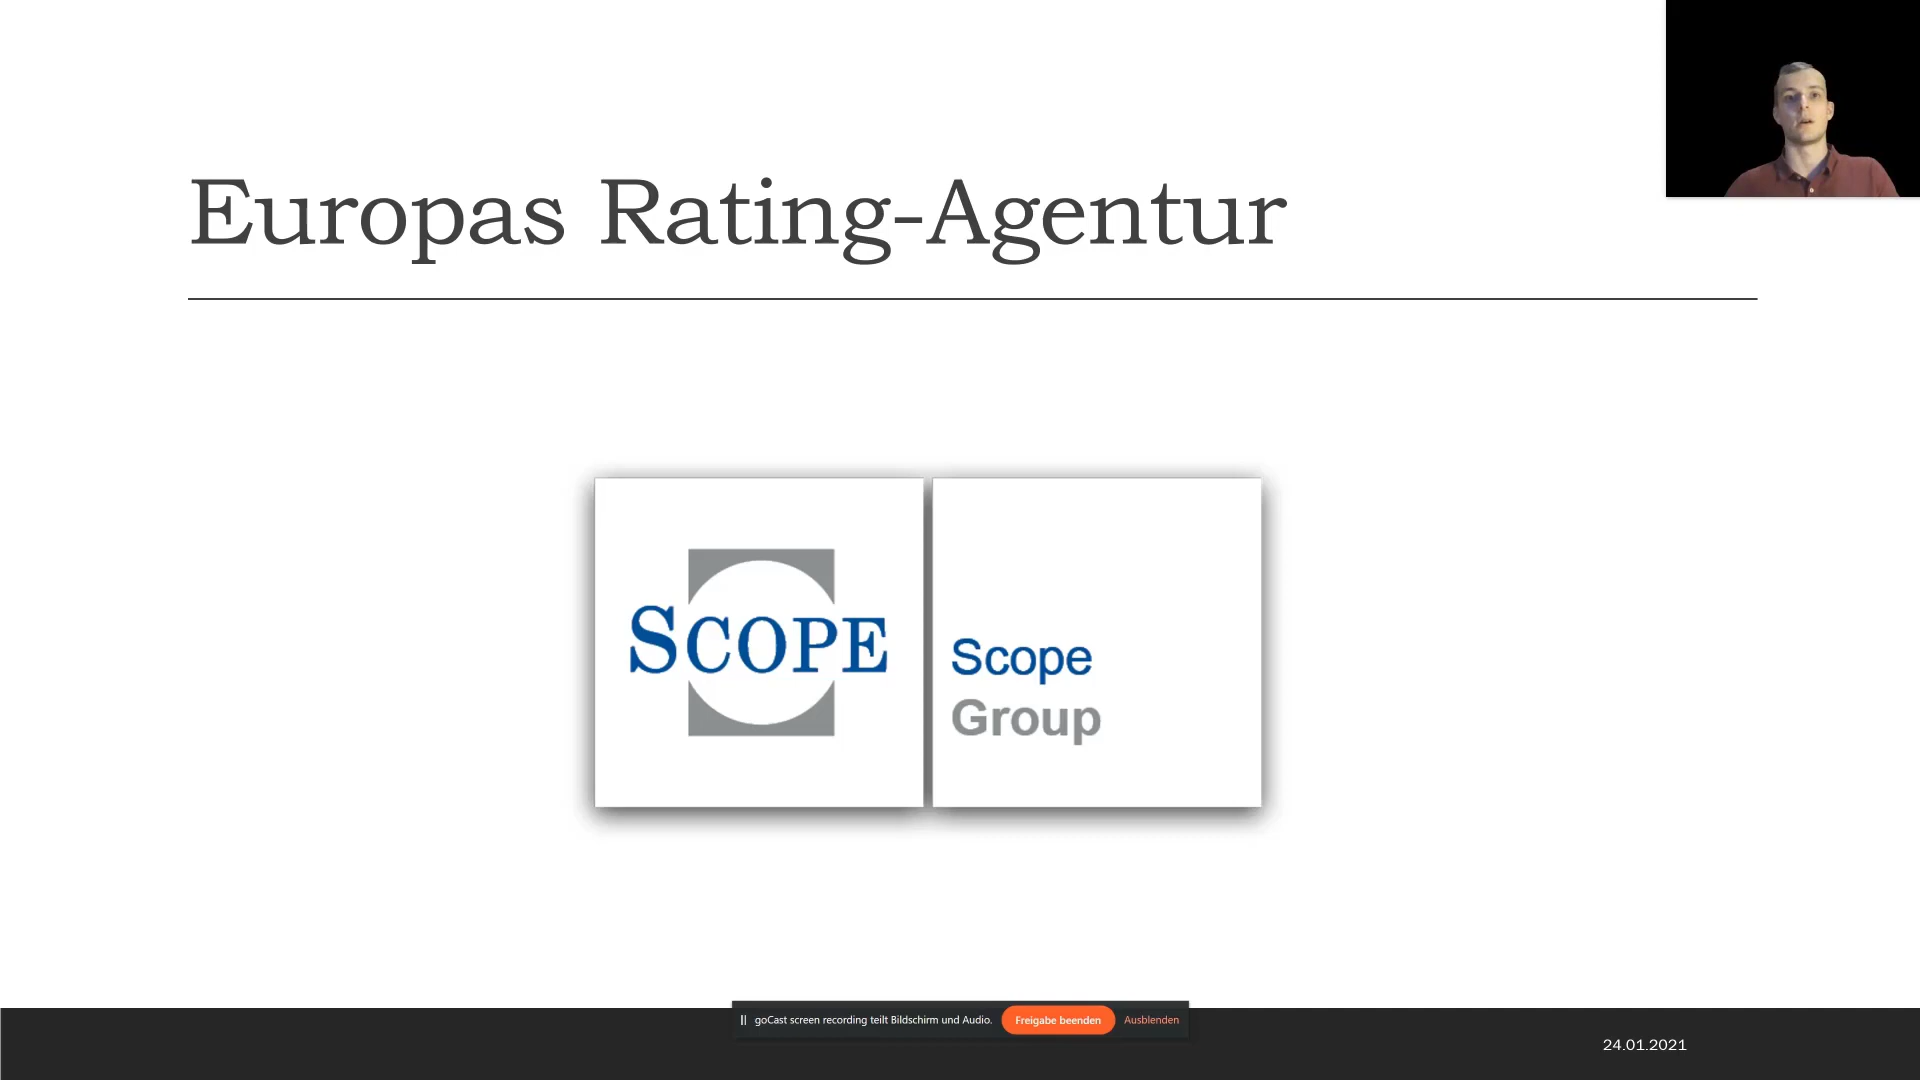 Europas Rating-Agentur
SCOPE
Scope
Group
goCast screen recording teilt Bildschirm und Audio. Freigabe beenden Ausblenden
24.01.2021